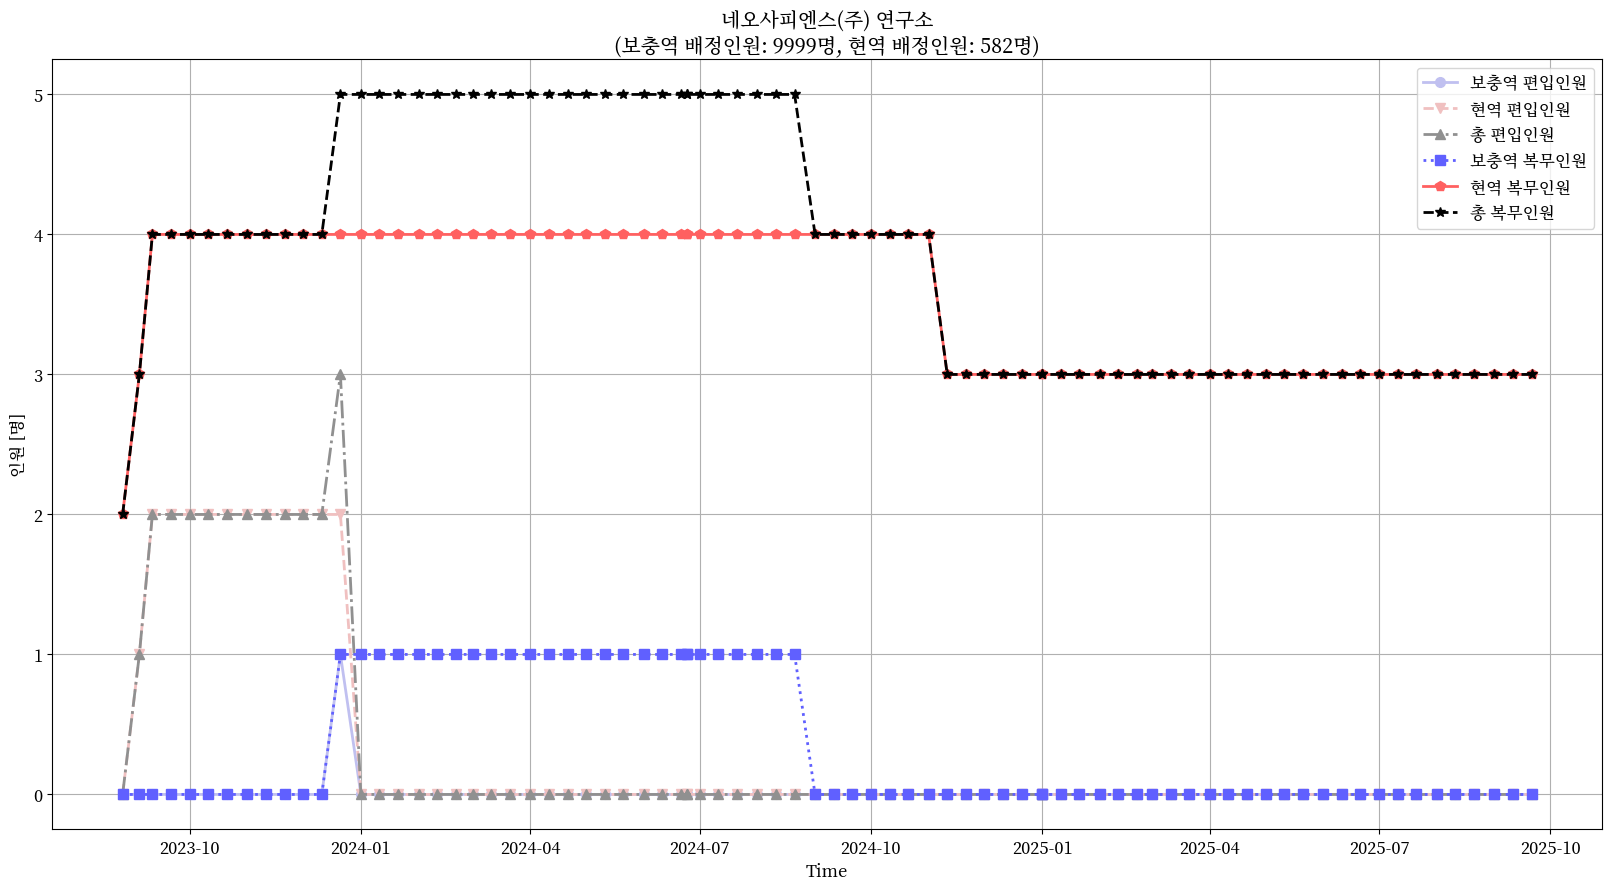 네오사피엔스(주) 연구소
(보충역 배정인원: 9999명, 현역 배정인원: 582명)
보충역 편입인원
현역 편입인원
총 편입인원
보충역 복무인원
현역 복무인원
총 복무인원
인원 [명]
5
4
3
2
1
0
2023-10
2024-01
2024-04
2024-07
2024-10
2025-01
2025-04
2025-07
2025-10
Time